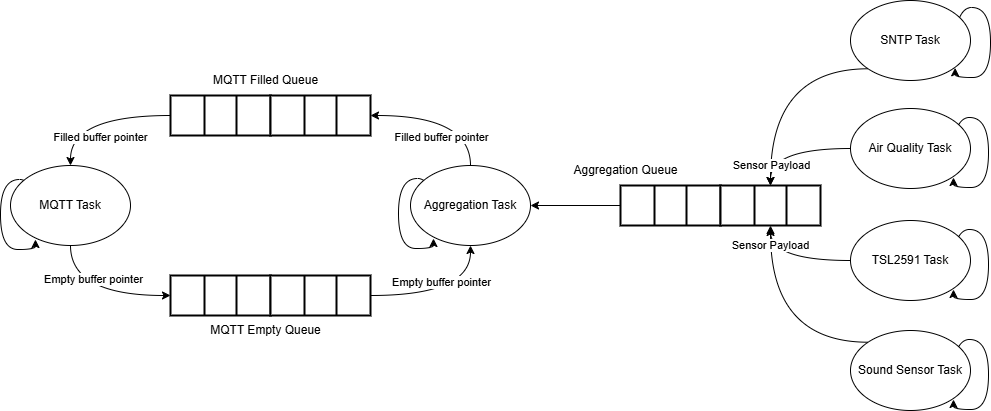 SNTP Task
MQTT Filled Queue
Filled buffer pointer
Filled buffer pointer
Air Quality Task
Sensor Payload
Aggregation Queue
MQTT Task
Aggregation Task
Sensor Payload
TSL2591 Task
Empty buffer pointer
Empty buffer pointer
MQTT Empty Queue
Sound Sensor Task